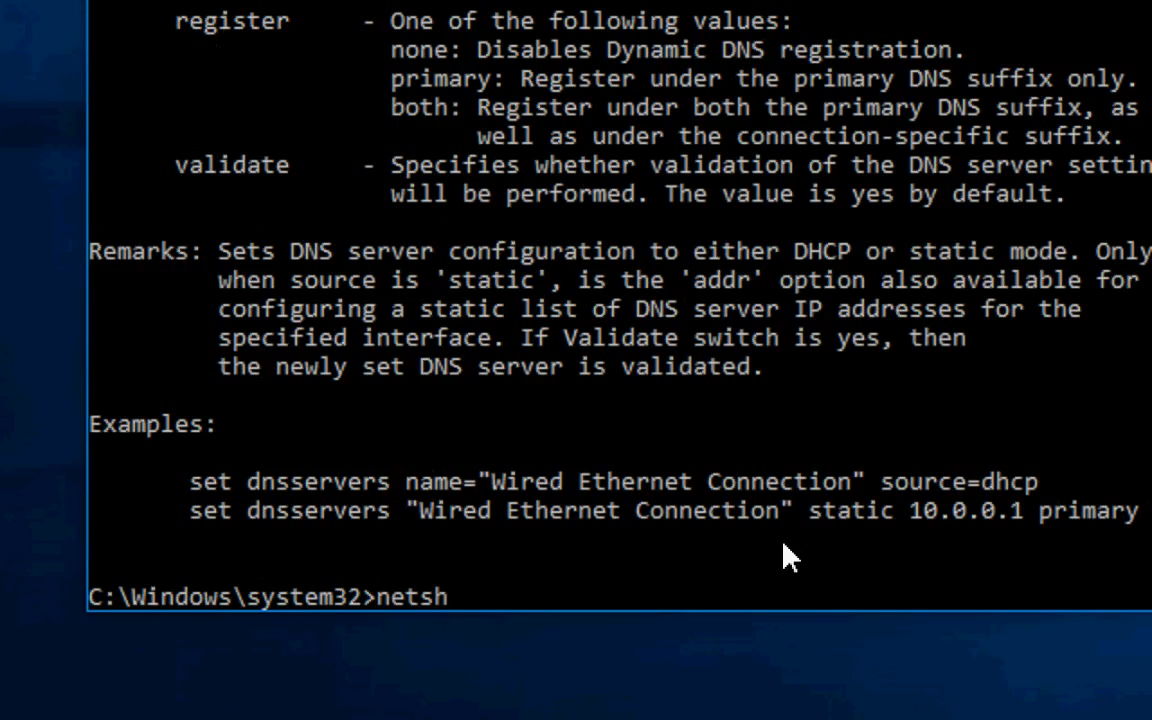 register - One of the following values:
none: Disables Dynamic DNS registration.
primary: Register under the primary DNS suffix only.
both: Register under both the primary DNS suffix, as
well as under the connection-specific suffix.
validate - Specifies whether validation of the DNS server settin
will be performed. The value is yes by default.
Remarks: Sets DNS server configuration to either DHCP or static mode. Only
when source is 'static', is the 'addr' option also available for
configuring a static list of DNS server IP addresses for the
specified interface. If Validate switch is yes, then
the newly set DNS server is validated.
Examples:
set dnsservers name="Wired Ethernet Connection" source=dhcp
set dnsservers "Wired Ethernet Connection" static 10.0.0.1 primary
C:\Windows\system32>netsh